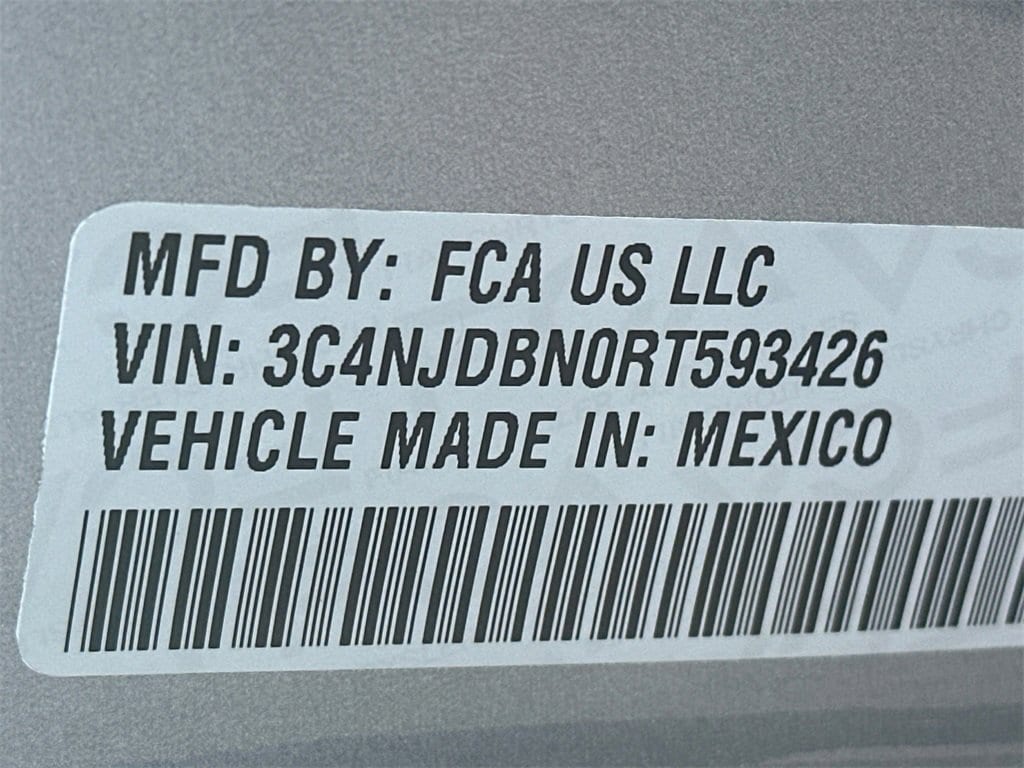 MFD BY: FCA US LLC
VIN: 3C4NJDBN0RT593426
VEHICLE MADE IN: MEXICO